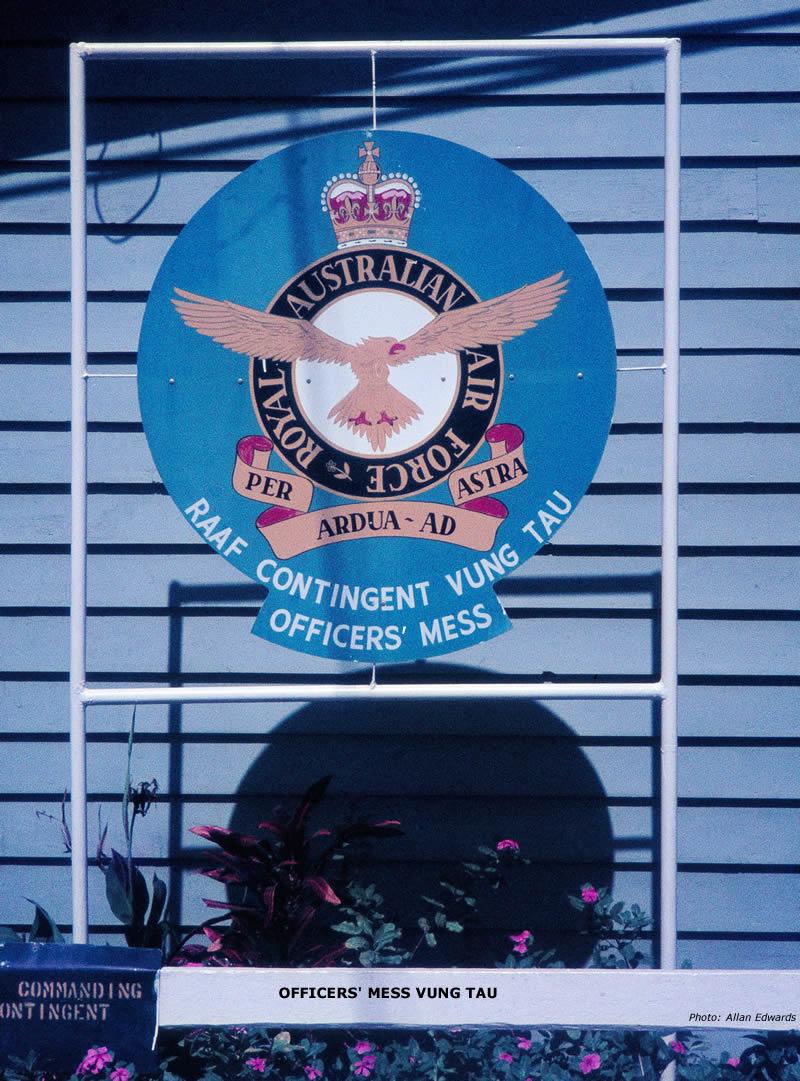 ROYAL AUSTRALIAN AIR FORCE
PER ARDUA - AD ASTRA
RAAF CONTINGENT VUNG TAU
OFFICERS' MESS
COMMANDING
ONTINGENT
OFFICERS' MESS VUNG TAU
Photo: Allan Edwards